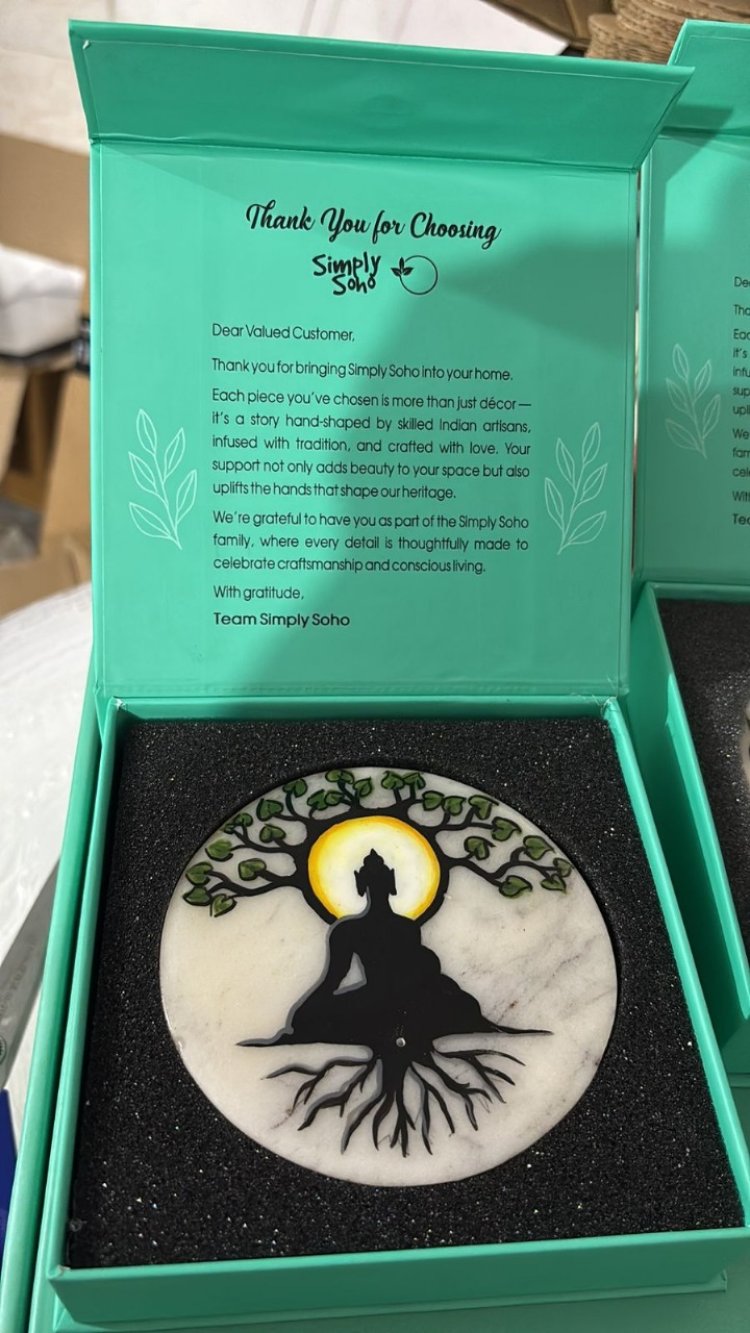 Thank You for Choosing
Simply
Soho
Dear Valued Customer,
Thank you for bringing Simply Soho into your home.
Each piece you've chosen is more than just décor—
it's a story hand-shaped by skilled Indian artisans,
infused with tradition, and crafted with love. Your
support not only adds beauty to your space but also
uplifts the hands that shape our heritage.
We're grateful to have you as part of the Simply Soho
family, where every detail is thoughtfully made to
celebrate craftsmanship and conscious living.
With gratitude,
Team Simply Soho
it's
We